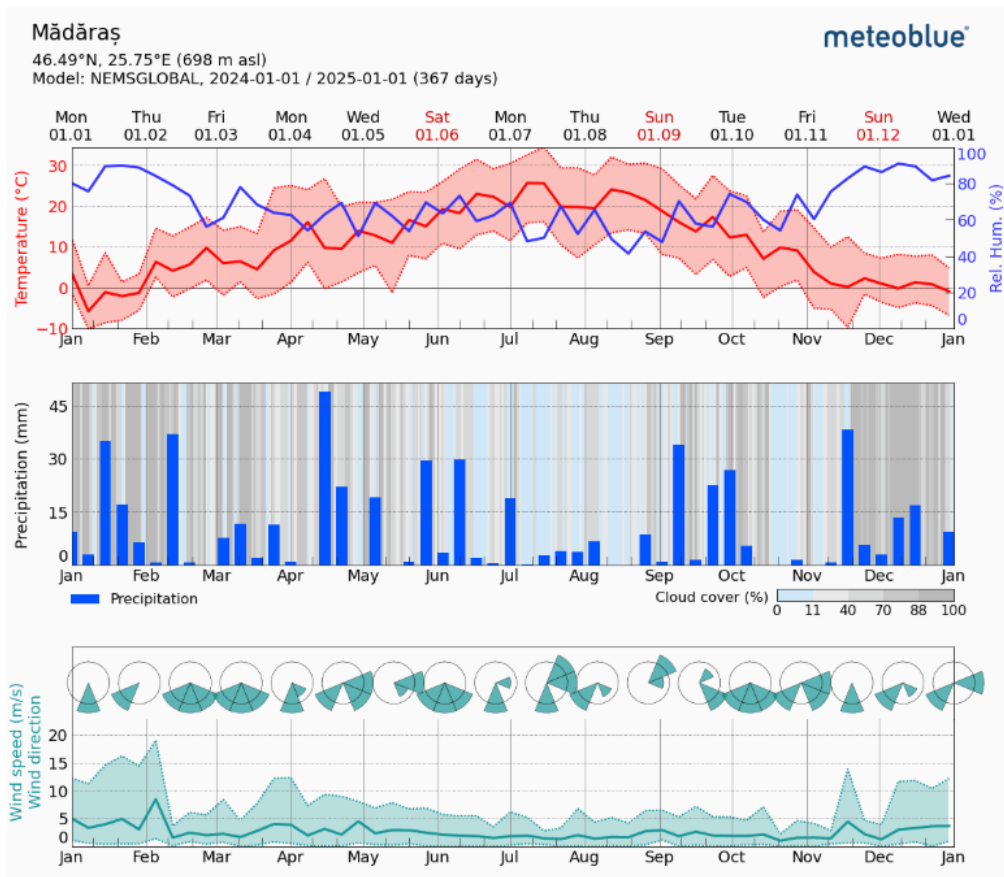 Mădăraș
meteoblue®
46.49°N, 25.75°E (698 m asl)
Model: NEMSGLOBAL, 2024-01-01 / 2025-01-01 (367 days)
Mon Thu Fri Mon Wed Sat Mon Thu Sun Tue Fri Sun Wed
01.01 01.02 01.03 01.04 01.05 01.06 01.07 01.08 01.09 01.10 01.11 01.12 01.01
Temperature (°C)
30
20
10
0
−10
100
80
60
40
20
0
Rel. Hum. (%)
Jan Feb Mar Apr May Jun Jul Aug Sep Oct Nov Dec Jan
Precipitation (mm)
45
30
15
0
Jan Feb Mar Apr May Jun Jul Aug Sep Oct Nov Dec Jan
Precipitation
Cloud cover (%)
0 11 40 70 88 100
Wind speed (m/s)
Wind direction
20
15
10
5
0
Jan Feb Mar Apr May Jun Jul Aug Sep Oct Nov Dec Jan